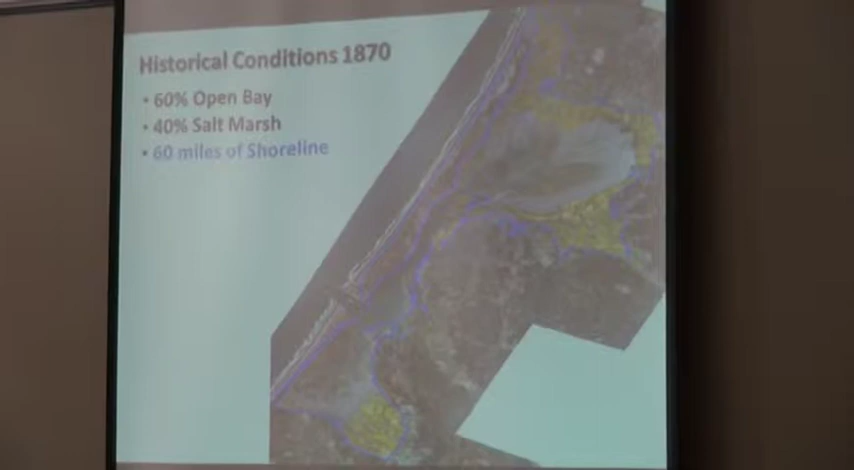 Historical Conditions 1870
• 60% Open Bay
• 40% Salt Marsh
• 60 miles of Shoreline